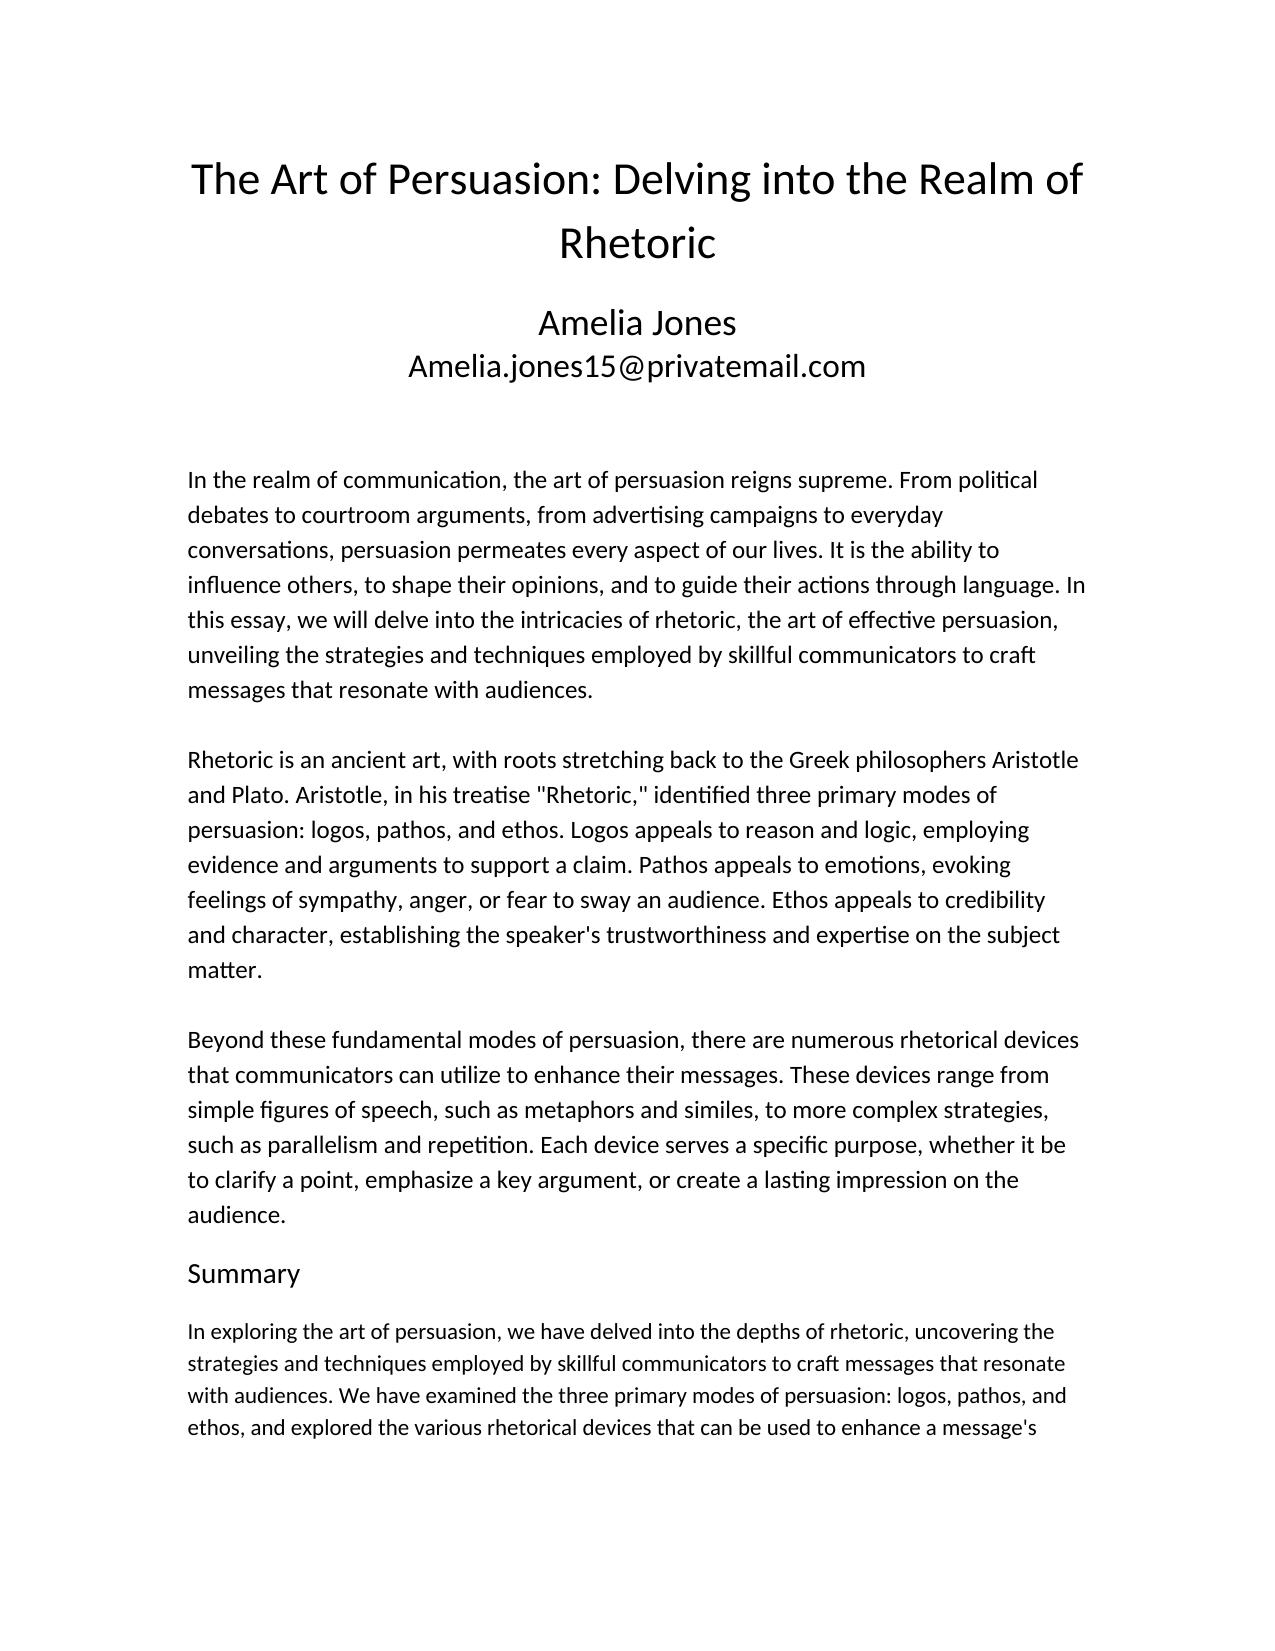 The Art of Persuasion: Delving into the Realm of
Rhetoric
Amelia Jones
Amelia.jones15@privatemail.com
In the realm of communication, the art of persuasion reigns supreme. From political
debates to courtroom arguments, from advertising campaigns to everyday
conversations, persuasion permeates every aspect of our lives. It is the ability to
influence others, to shape their opinions, and to guide their actions through language. In
this essay, we will delve into the intricacies of rhetoric, the art of effective persuasion,
unveiling the strategies and techniques employed by skillful communicators to craft
messages that resonate with audiences.
Rhetoric is an ancient art, with roots stretching back to the Greek philosophers Aristotle
and Plato. Aristotle, in his treatise "Rhetoric," identified three primary modes of
persuasion: logos, pathos, and ethos. Logos appeals to reason and logic, employing
evidence and arguments to support a claim. Pathos appeals to emotions, evoking
feelings of sympathy, anger, or fear to sway an audience. Ethos appeals to credibility
and character, establishing the speaker's trustworthiness and expertise on the subject
matter.
Beyond these fundamental modes of persuasion, there are numerous rhetorical devices
that communicators can utilize to enhance their messages. These devices range from
simple figures of speech, such as metaphors and similes, to more complex strategies,
such as parallelism and repetition. Each device serves a specific purpose, whether it be
to clarify a point, emphasize a key argument, or create a lasting impression on the
audience.
Summary
In exploring the art of persuasion, we have delved into the depths of rhetoric, uncovering the
strategies and techniques employed by skillful communicators to craft messages that resonate
with audiences. We have examined the three primary modes of persuasion: logos, pathos, and
ethos, and explored the various rhetorical devices that can be used to enhance a message's